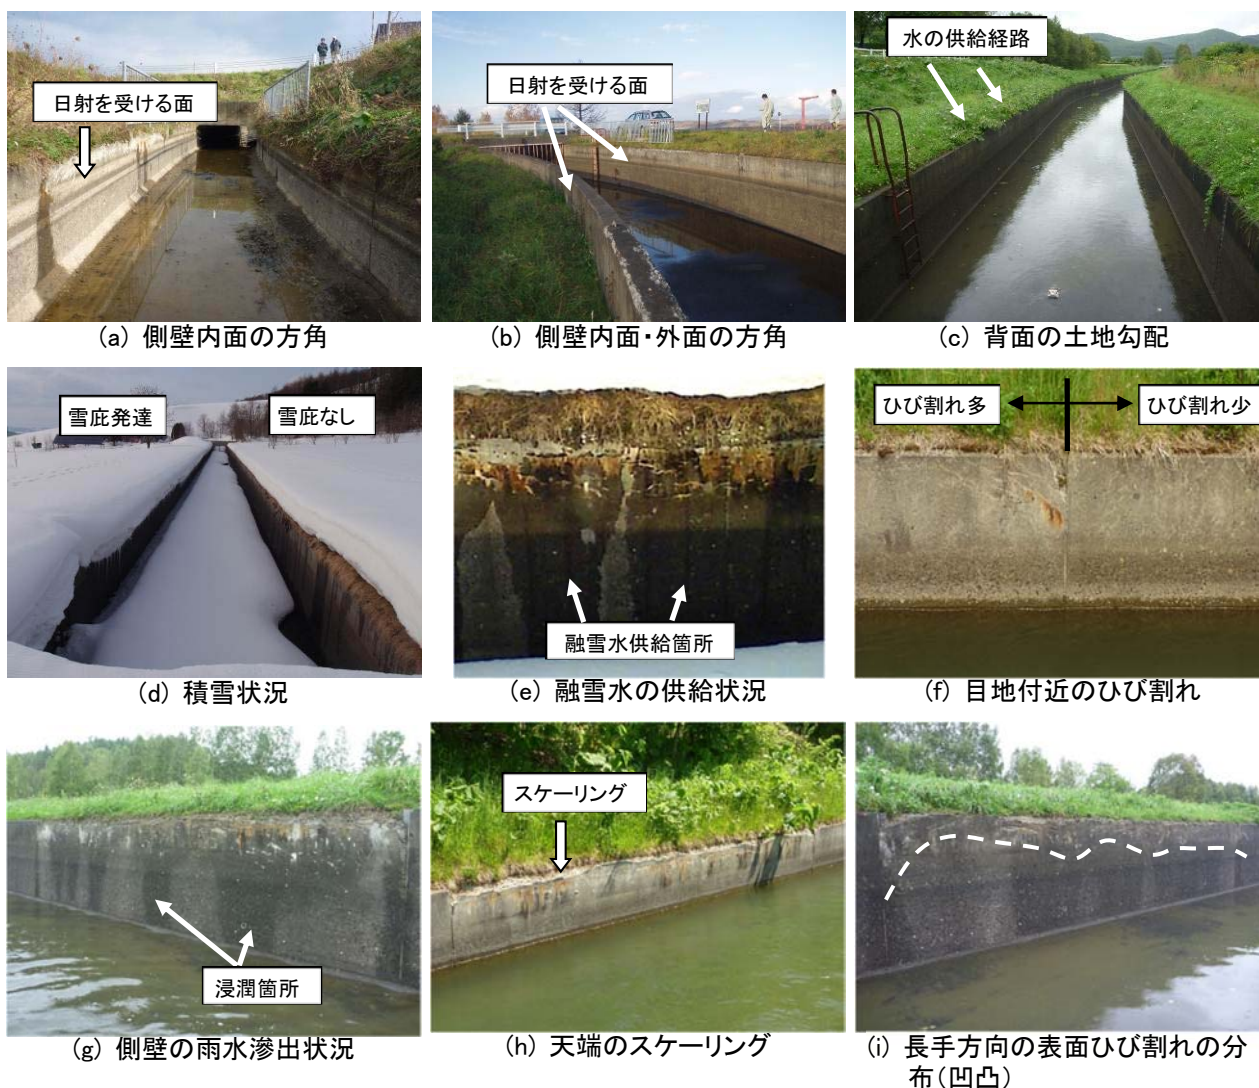 日射を受ける面
(a) 側壁内面の方角
日射を受ける面
(b) 側壁内面・外面の方角
水の供給経路
(c) 背面の土地勾配
雪庇発達
雪庇なし
(d) 積雪状況
融雪水供給箇所
(e) 融雪水の供給状況
ひび割れ多
ひび割れ少
(f) 目地付近のひび割れ
浸潤箇所
(g) 側壁の雨水滲出状況
スケーリング
(h) 天端のスケーリング
(i) 長手方向の表面ひび割れの分
布(凹凸)